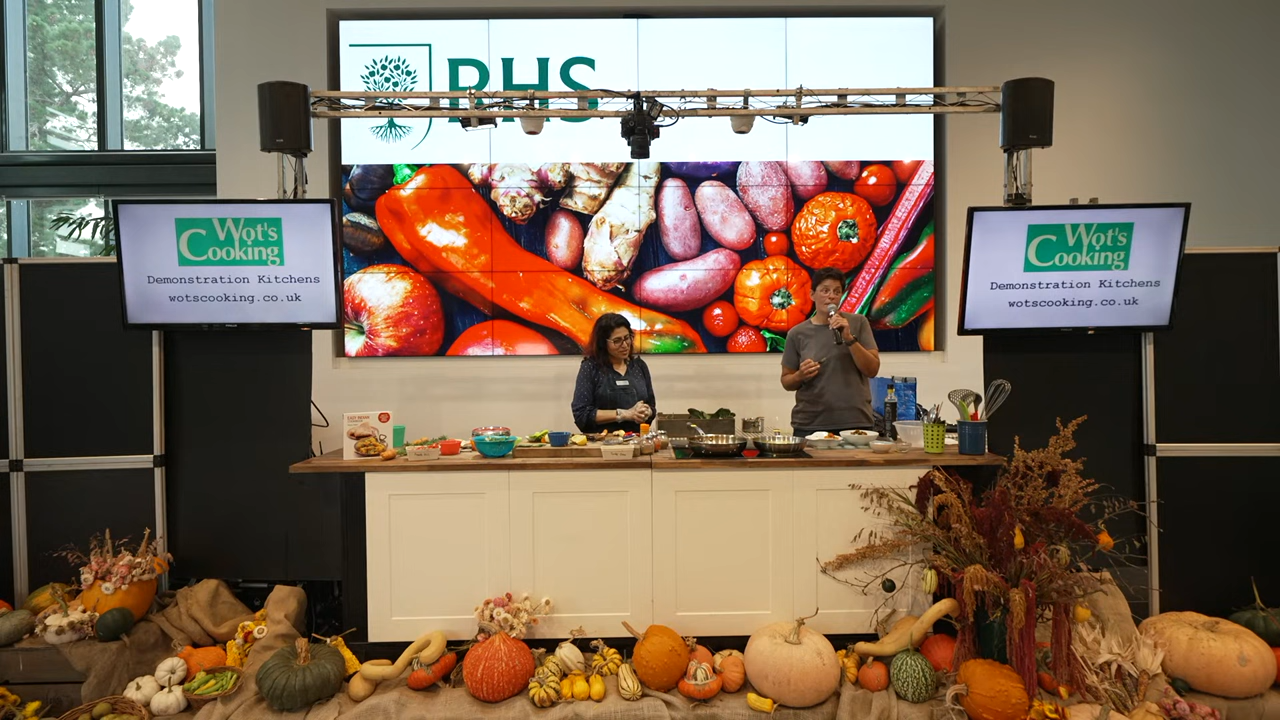 RHS
Wot's
Cooking
Demonstration Kitchens
wotscooking.co.uk
Wot's
Cooking
Demonstration Kitchens
wotscooking.co.uk